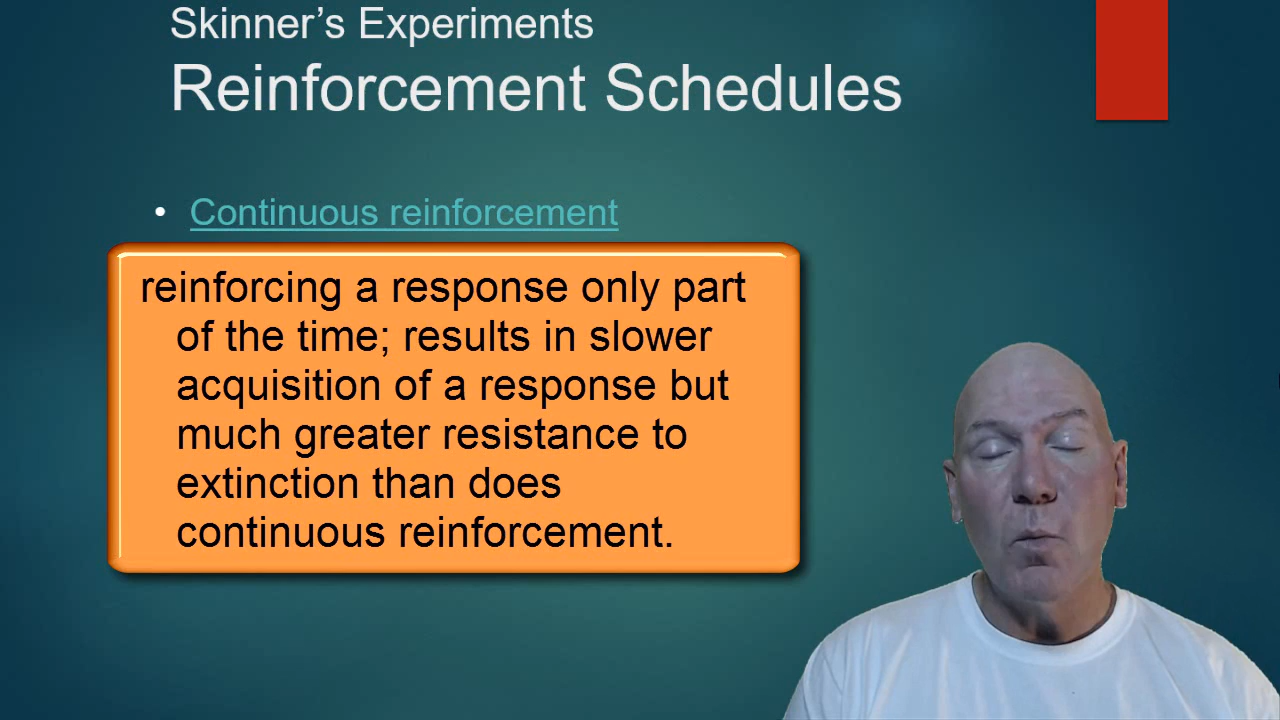 Skinner’s Experiments
Reinforcement Schedules
• Continuous reinforcement
reinforcing a response only part
of the time; results in slower
acquisition of a response but
much greater resistance to
extinction than does
continuous reinforcement.